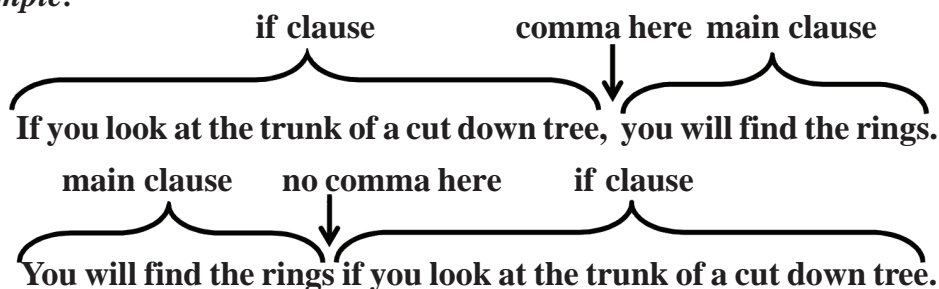 if clause comma here main clause
If you look at the trunk of a cut down tree, you will find the rings.
main clause no comma here if clause
You will find the rings if you look at the trunk of a cut down tree.